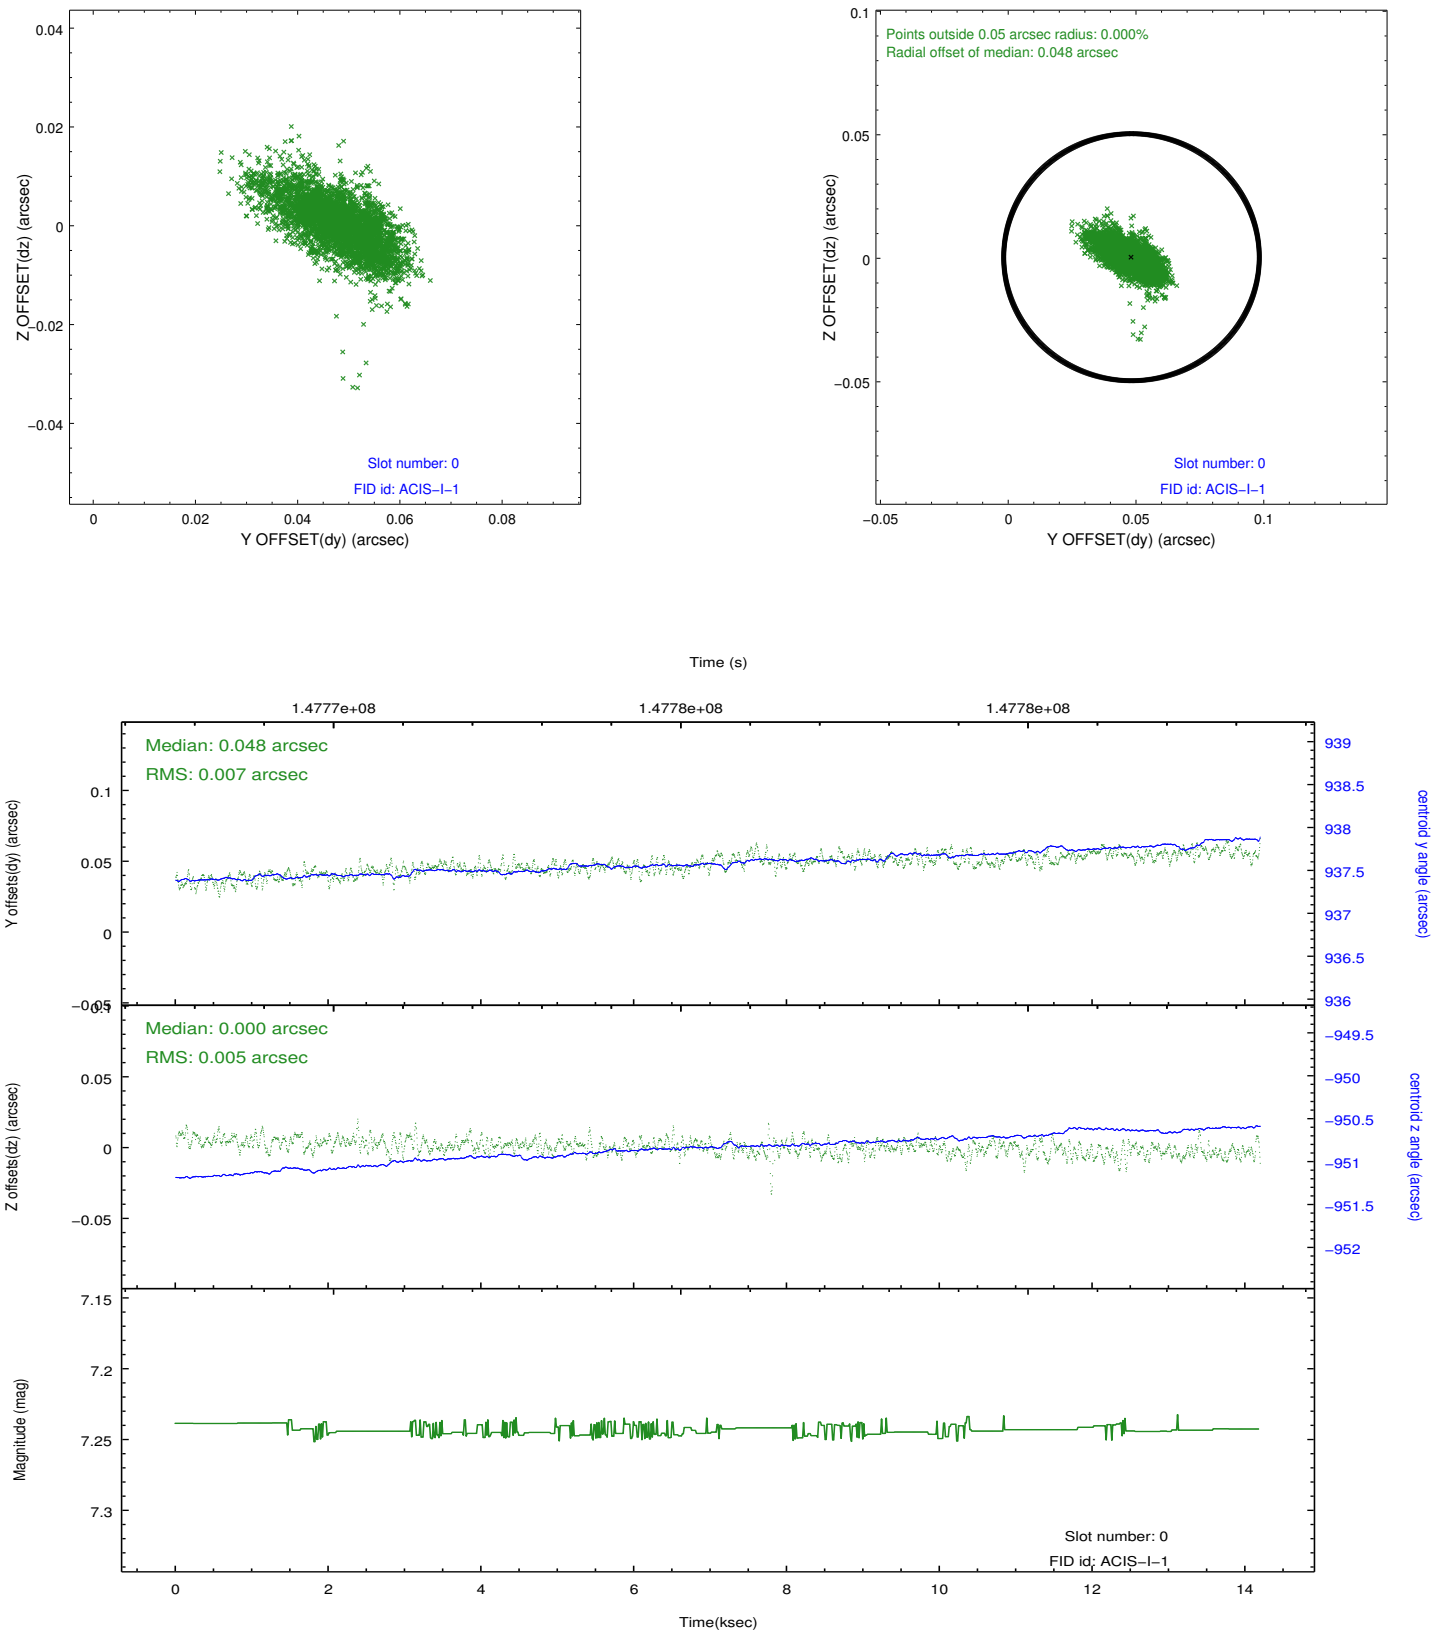 0.04
0.02
0
−0.02
−0.04
Z OFFSET(dz) (arcsec)
Slot number: 0
FID id: ACIS−I−1
0
0.02
0.04
0.06
0.08
Y OFFSET(dy) (arcsec)
0.1
0.05
0
−0.05
Z OFFSET(dz) (arcsec)
Points outside 0.05 arcsec radius: 0.000%
Radial offset of median: 0.048 arcsec
Slot number: 0
FID id: ACIS−I−1
−0.05
0
0.05
0.1
Y OFFSET(dy) (arcsec)
Time (s)
1.4777e+08
1.4778e+08
1.4778e+08
Median: 0.048 arcsec
RMS: 0.007 arcsec
0.1
0.05
0
−0.05
Y offsets(dy) (arcsec)
939
938.5
938
937.5
937
936.5
936
centroid y angle (arcsec)
Median: 0.000 arcsec
RMS: 0.005 arcsec
0.1
0.05
0
−0.05
Z offsets(dz) (arcsec)
−949.5
−950
−950.5
−951
−951.5
−952
centroid z angle (arcsec)
7.15
7.2
7.25
7.3
Magnitude (mag)
Slot number: 0
FID id: ACIS−I−1
0
2
4
6
8
10
12
14
Time(ksec)